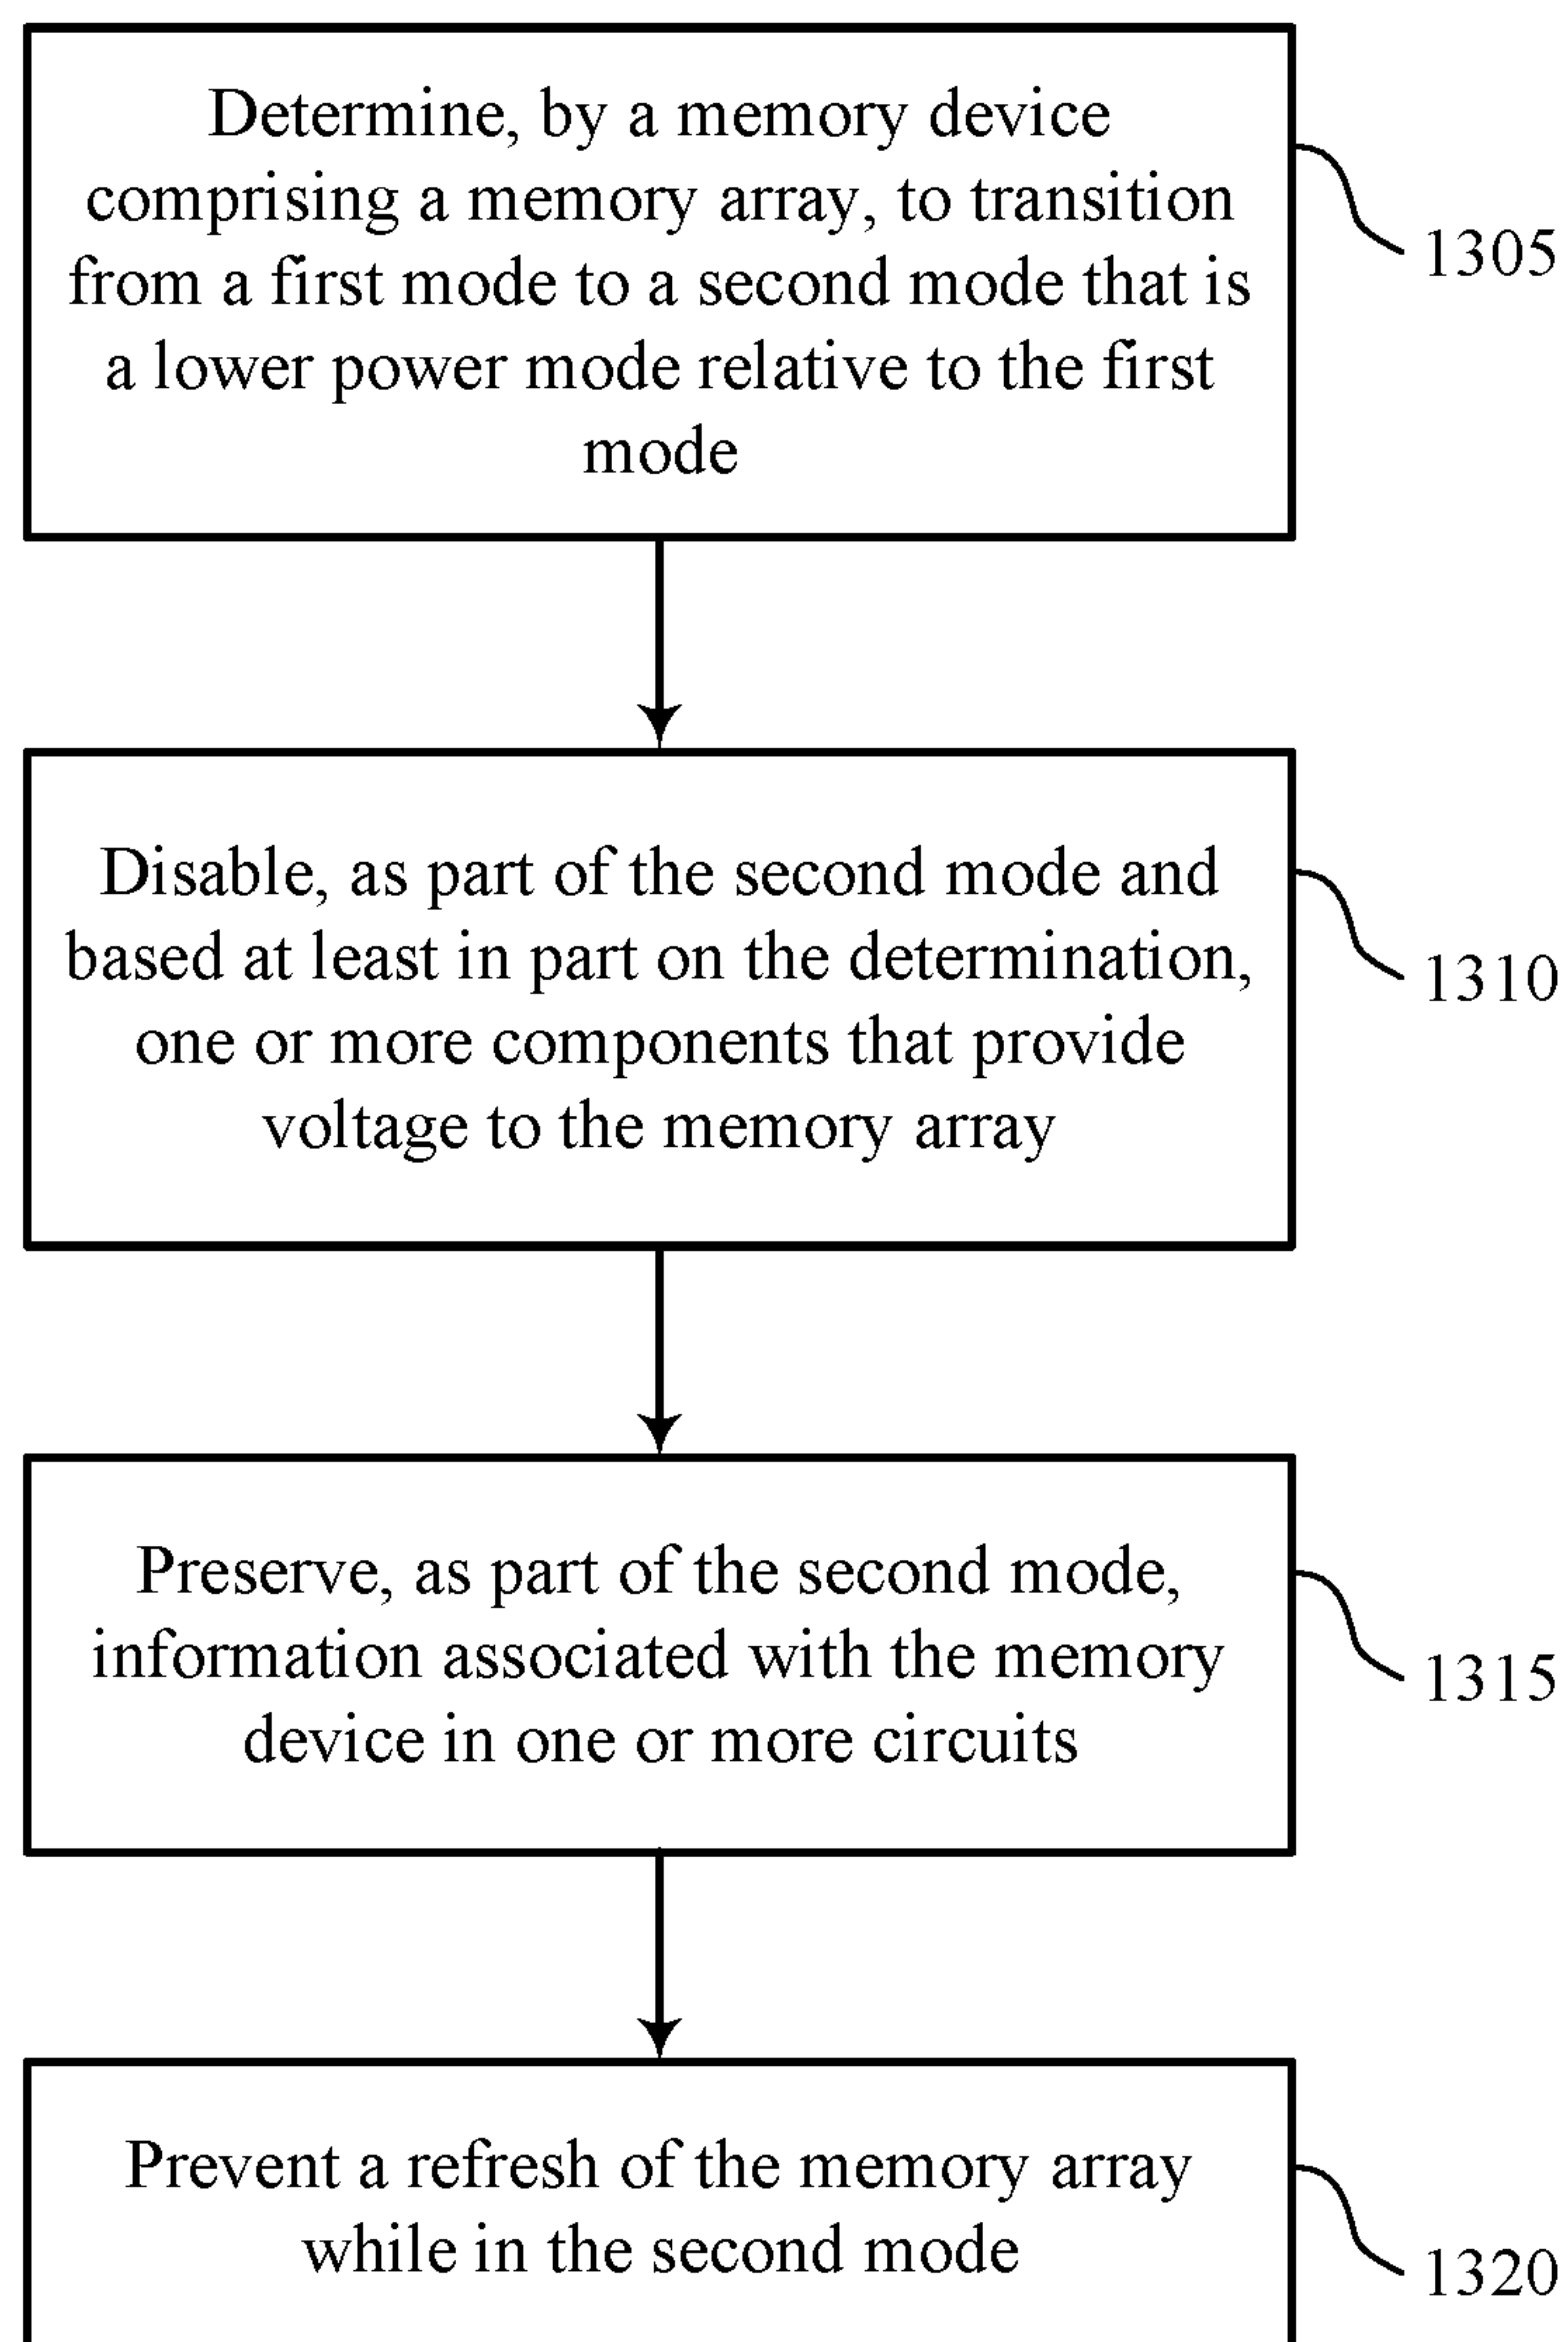 Determine, by a memory device
comprising a memory array, to transition
from a first mode to a second mode that is
a lower power mode relative to the first
mode
1305
Disable, as part of the second mode and
based at least in part on the determination,
one or more components that provide
voltage to the memory array
1310
Preserve, as part of the second mode,
information associated with the memory
device in one or more circuits
1315
Prevent a refresh of the memory array
while in the second mode
1320